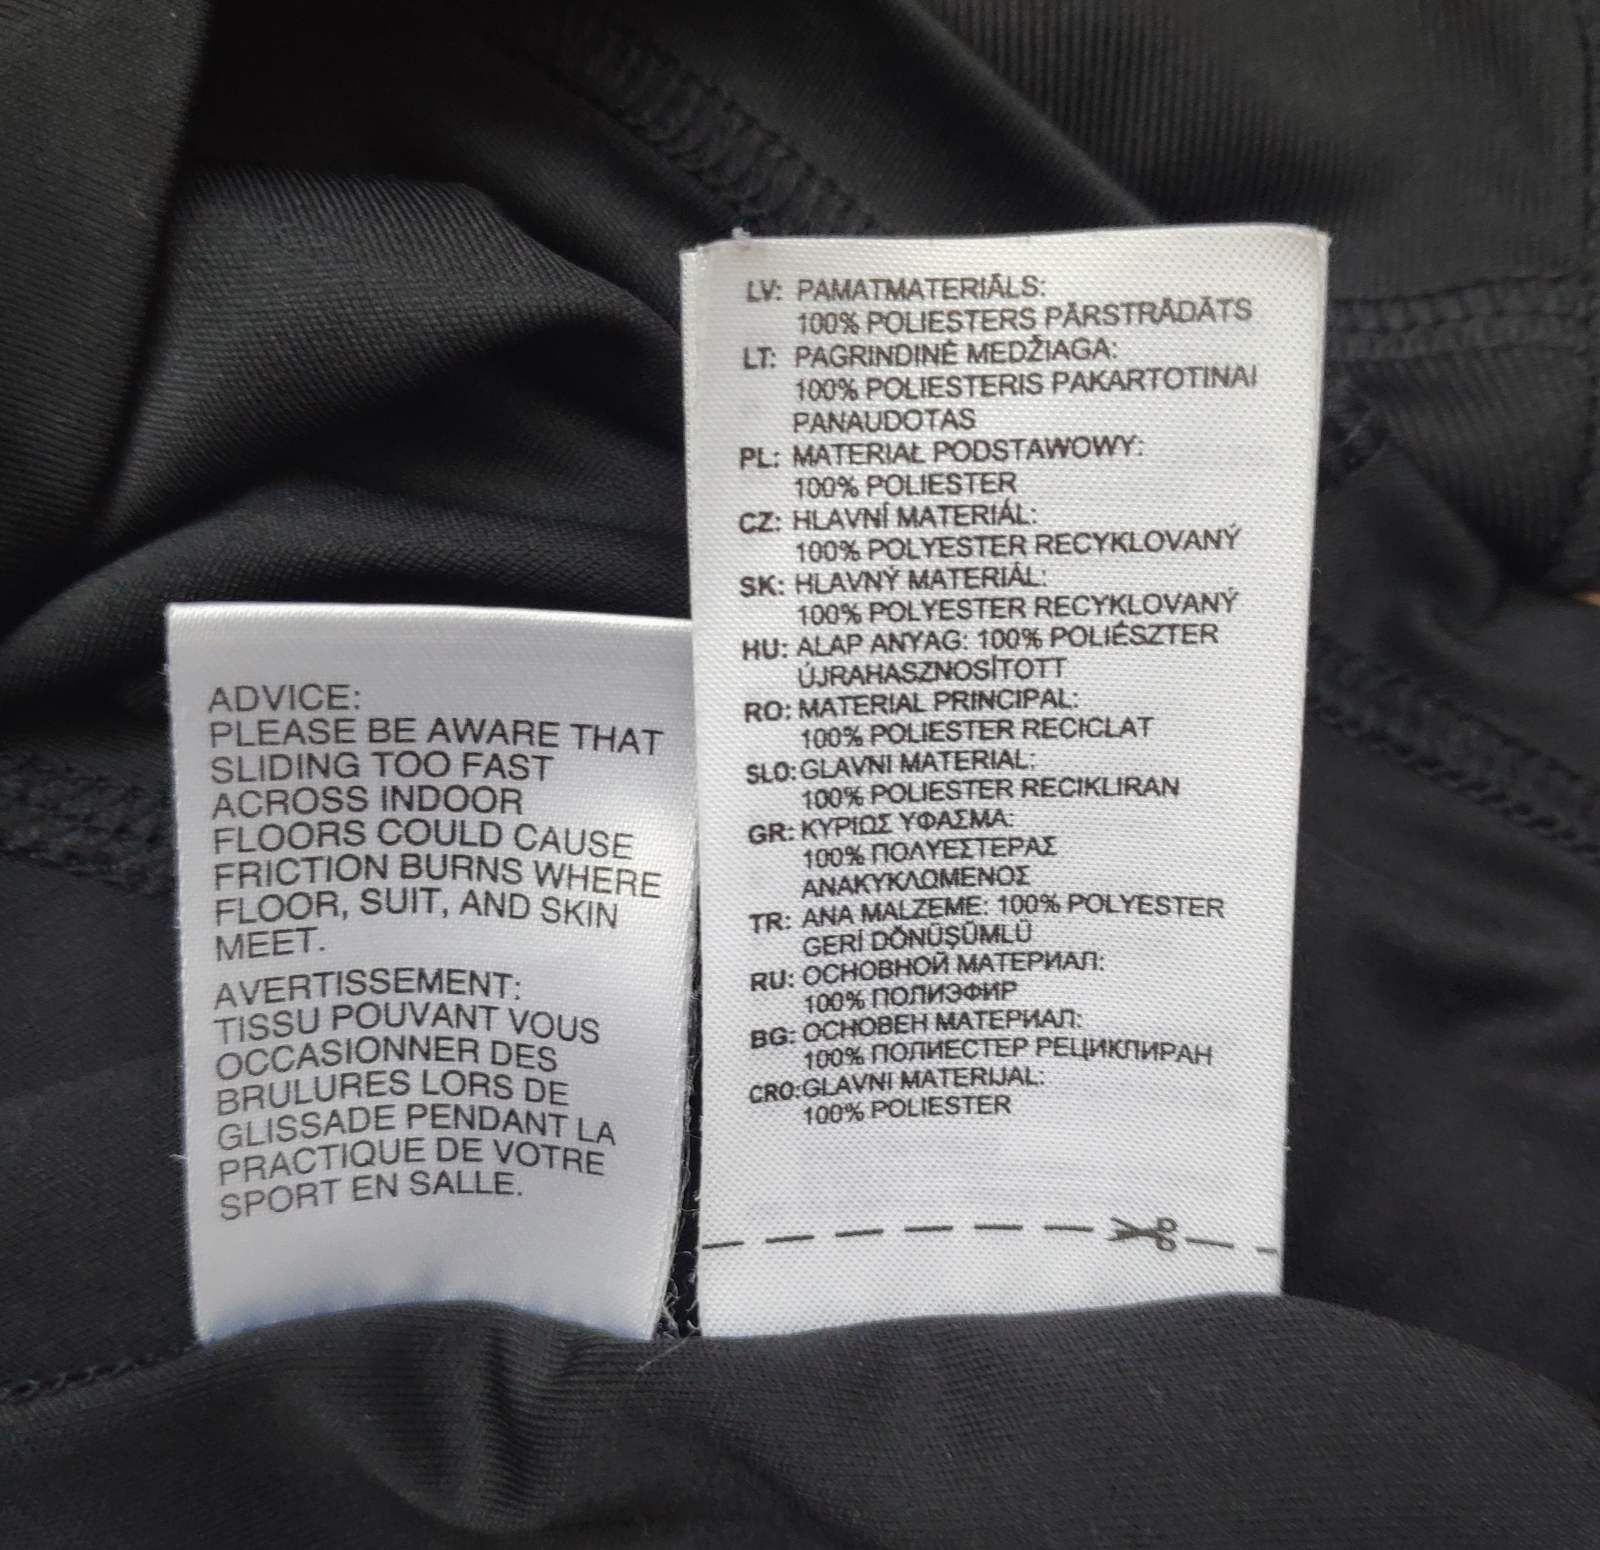 ADVICE:
PLEASE BE AWARE THAT
SLIDING TOO FAST
ACROSS INDOOR
FLOORS COULD CAUSE
FRICTION BURNS WHERE
FLOOR, SUIT, AND SKIN
MEET.
AVERTISSEMENT:
TISSU POUVANT VOUS
OCCASIONNER DES
BRULURES LORS DE
GLISSADE PENDANT LA
PRACTIQUE DE VOTRE
SPORT EN SALLE.
LV: PAMATMATERIĀLS:
100% POLIESTERS PĀRSTRĀDĀTS
LT: PAGRINDINĖ MEDŽIAGA:
100% POLIESTERIS PAKARTOTINAI
PANAUDOTAS
PL: MATERIAŁ PODSTAWOWY:
100% POLIESTER
CZ: HLAVNÍ MATERIÁL:
100% POLYESTER RECYKLOVANÝ
SK: HLAVNÝ MATERIÁL:
100% POLYESTER RECYKLOVANÝ
HU: ALAP ANYAG: 100% POLIÉSZTER
ÚJRAHASZNOSÍTOTT
RO: MATERIAL PRINCIPAL:
100% POLIESTER RECICLAT
SLO: GLAVNI MATERIAL:
100% POLIESTER RECIKLIRAN
GR: ΚΥΡΙΩΣ ΥΦΑΣΜΑ:
100% ΠΟΛΥΕΣΤΕΡΑΣ
ΑΝΑΚΥΚΛΩΜΕΝΟΣ
TR: ANA MALZEME: 100% POLYESTER
GERİ DÖNÜŞÜMLÜ
RU: ОСНОВНОЙ МАТЕРИАЛ:
100% ПОЛИЭФИР
BG: ОСНОВЕН МАТЕРИАЛ:
100% ПОЛИЕСТЕР РЕЦИКЛИРАН
CRO: GLAVNI MATERIJAL:
100% POLIESTER